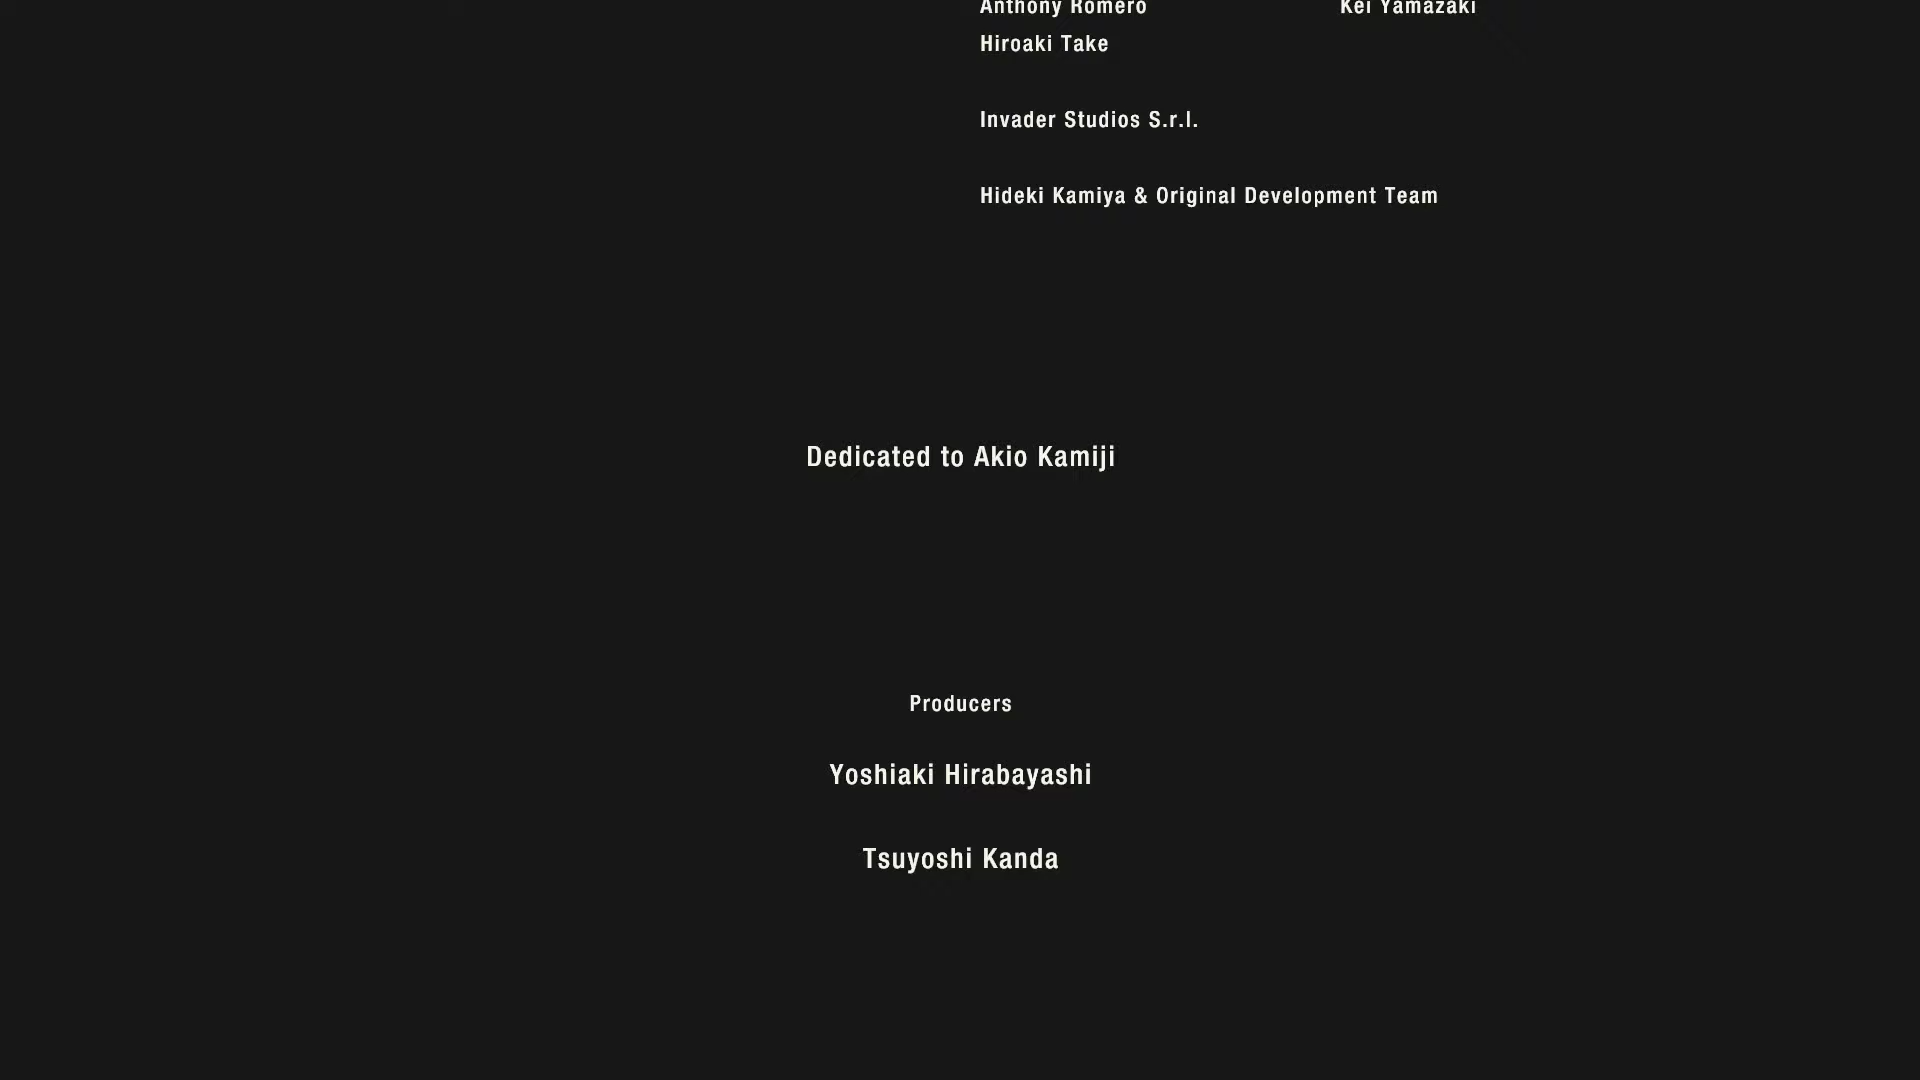 Anthony Romero Kei Yamazaki
Hiroaki Take
Invader Studios S.r.l.
Hideki Kamiya & Original Development Team
Dedicated to Akio Kamiji
Producers
Yoshiaki Hirabayashi
Tsuyoshi Kanda